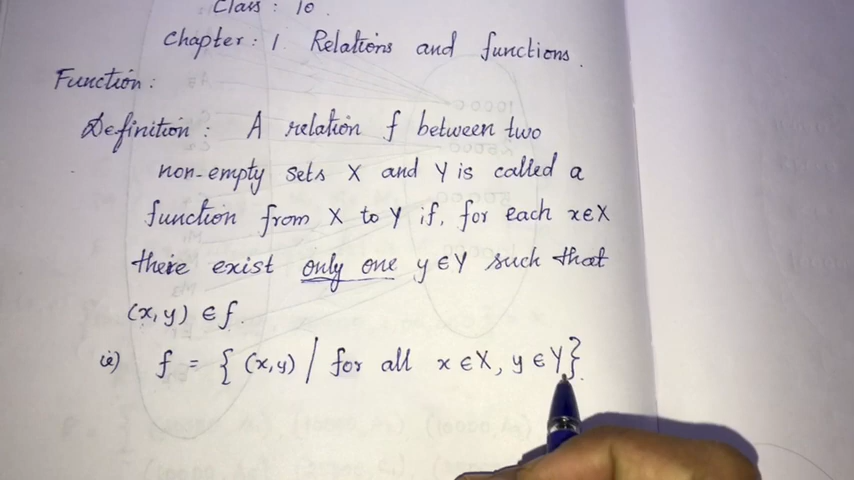 Class : 10.
Chapter : 1. Relations and functions.
Function :
Definition : A relation f between two
non-empty sets X and Y is called a
function from X to Y if, for each x∈X
there exist only one y∈Y such that
(x,y) ∈ f.
ie) f = { (x,y) / for all x∈X, y∈Y}.